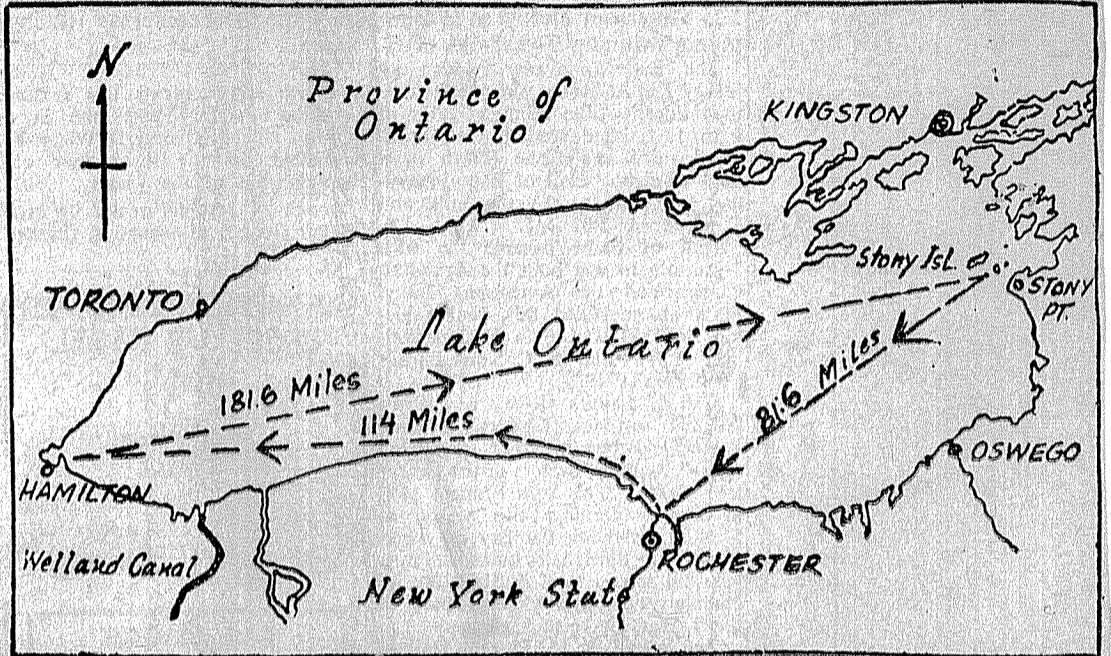 N
Province of
Ontario
KINGSTON
Stony Isl.
STONY
PT.
TORONTO
Lake Ontario
181.6 Miles
81.6 Miles
114 Miles
HAMILTON
OSWEGO
Welland Canal
ROCHESTER
New York State